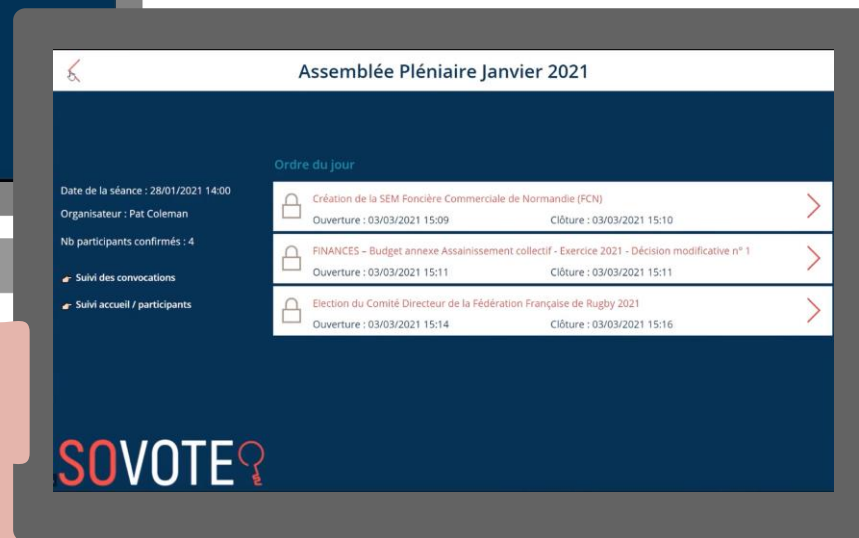 Assemblée Pléniaire Janvier 2021
Ordre du jour
Date de la séance : 28/01/2021 14:00
Organisateur : Pat Coleman
Nb participants confirmés : 4
Suivi des convocations
Suivi accueil / participants
Création de la SEM Foncière Commerciale de Normandie (FCN)
Ouverture : 03/03/2021 15:09 Clôture : 03/03/2021 15:10
FINANCES – Budget annexe Assainissement collectif - Exercice 2021 - Décision modificative n° 1
Ouverture : 03/03/2021 15:11 Clôture : 03/03/2021 15:11
Election du Comité Directeur de la Fédération Française de Rugby 2021
Ouverture : 03/03/2021 15:14 Clôture : 03/03/2021 15:16
SOVOTE